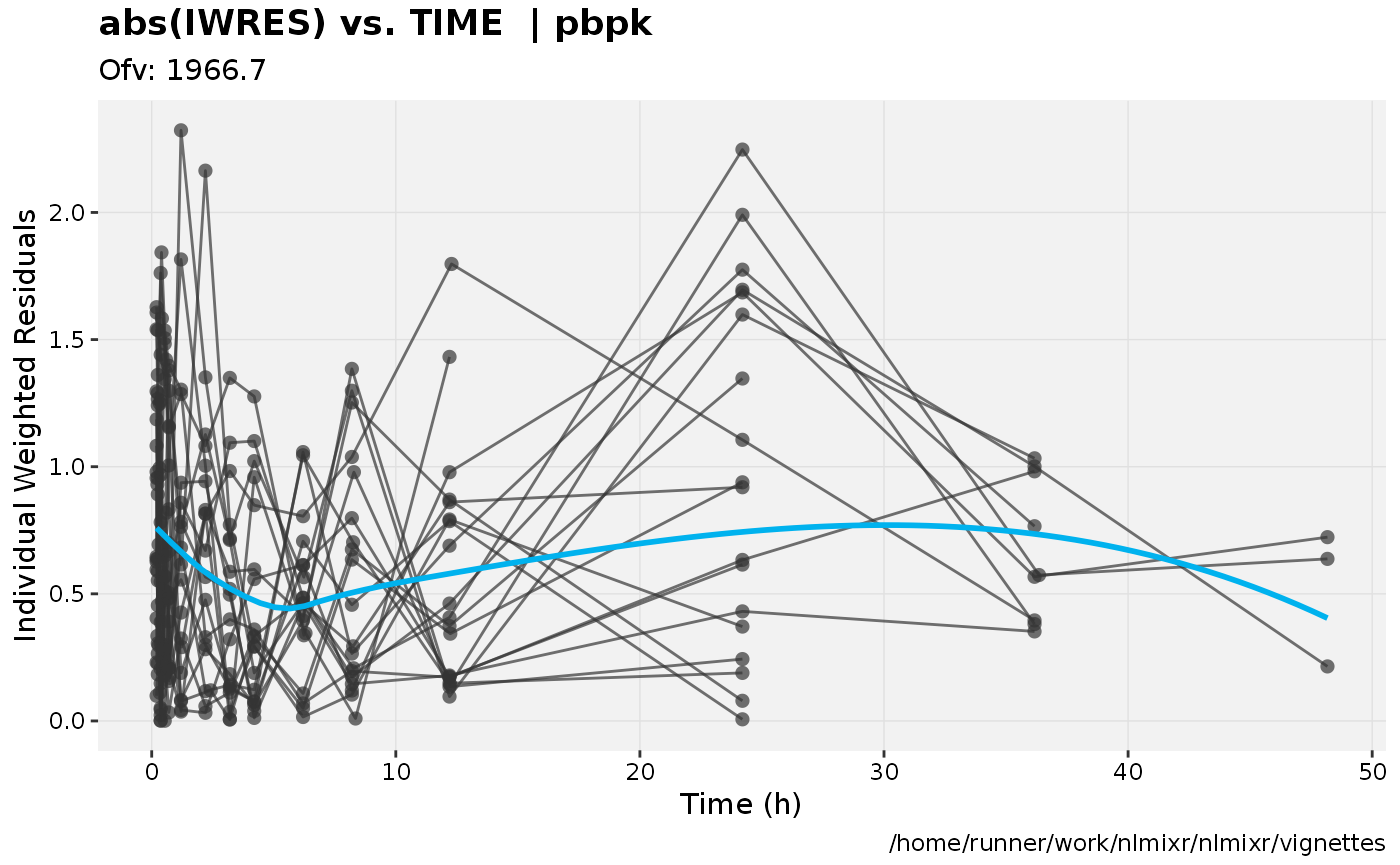 abs(IWRES) vs. TIME  | pbpk
Ofv: 1966.7
Individual Weighted Residuals
2.0
1.5
1.0
0.5
0.0
0 10 20 30 40 50
Time (h)
/home/runner/work/nlmixr/nlmixr/vignettes